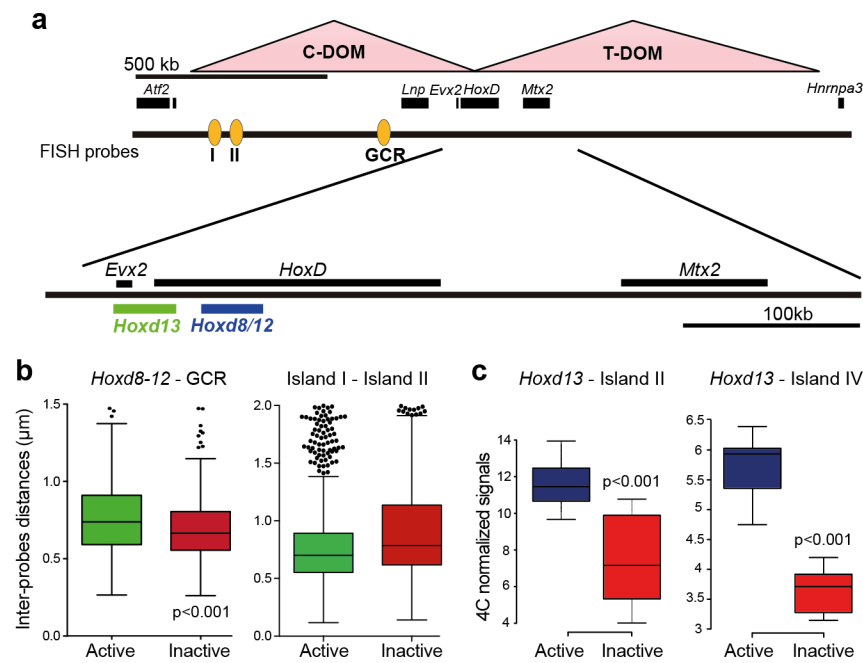 a
C-DOM
T-DOM
500 kb
Atf2
Lnp
Evx2
HoxD
Mtx2
Hnrnpa3
FISH probes
I
II
GCR
Evx2
HoxD
Mtx2
Hoxd13
Hoxd8/12
100kb
b
Hoxd8-12 - GCR
Island I - Island II
Inter-probes distances (μm)
1.5
1.0
0.5
0.0
p<0.001
Active
Inactive
2.0
1.5
1.0
0.5
0.0
Active
Inactive
c
Hoxd13 - Island II
Hoxd13 - Island IV
4C normalized signals
14
12
10
8
6
4
p<0.001
Active
Inactive
6.5
6
5.5
5
4.5
4
3.5
3
p<0.001
Active
Inactive